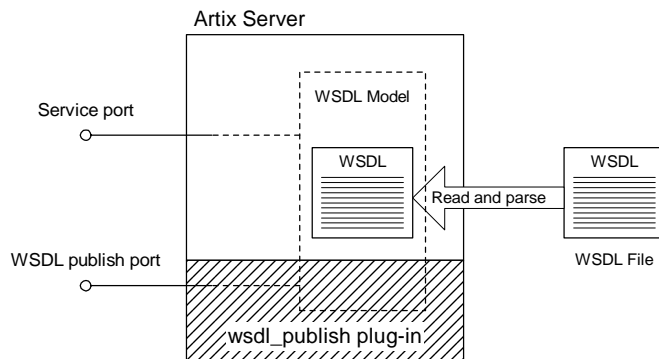 Artix Server
WSDL Model
Service port
WSDL
WSDL
Read and parse
WSDL publish port
WSDL File
wsdl_publish plug-in